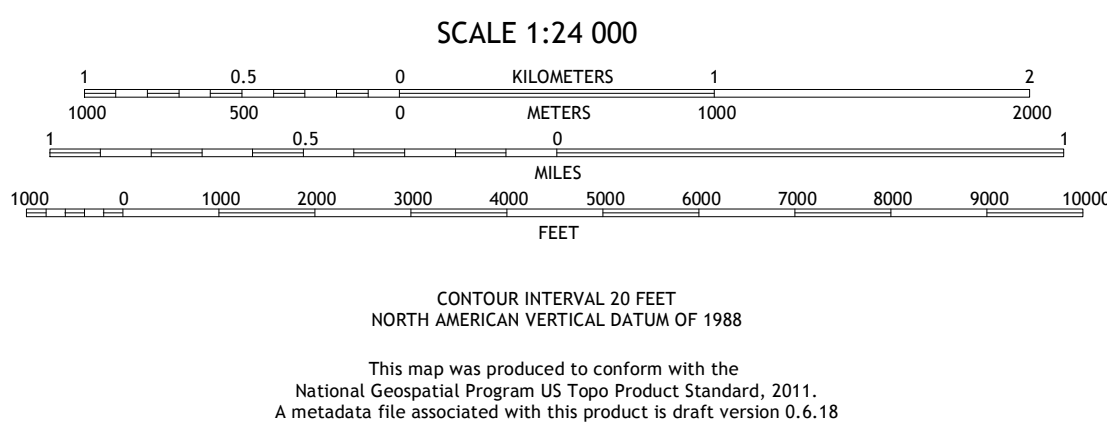 SCALE 1:24 000
1 0.5 0 KILOMETERS 1 2
1000 500 0 METERS 1000 2000
1 0.5 0 1
MILES
1000 0 1000 2000 3000 4000 5000 6000 7000 8000 9000 10000
FEET
CONTOUR INTERVAL 20 FEET
NORTH AMERICAN VERTICAL DATUM OF 1988
This map was produced to conform with the
National Geospatial Program US Topo Product Standard, 2011.
A metadata file associated with this product is draft version 0.6.18